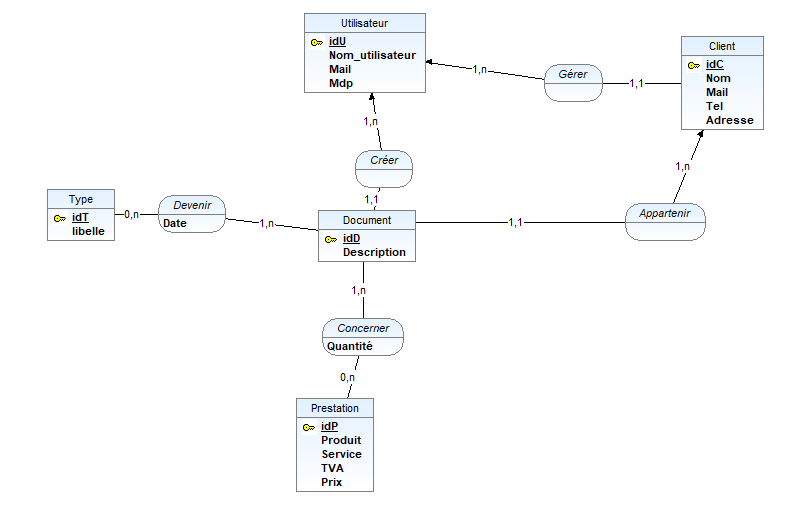 Utilisateur
idU
Nom_utilisateur
Mail
Mdp
Client
idC
Nom
Mail
Tel
Adresse
1,n
Gérer
1,1
1,n
Créer
1,1
1,n
Appartenir
1,1
Type
idT
libelle
0,n
Devenir
Date
1,n
Document
idD
Description
1,n
Concerner
Quantité
0,n
Prestation
idP
Produit
Service
TVA
Prix